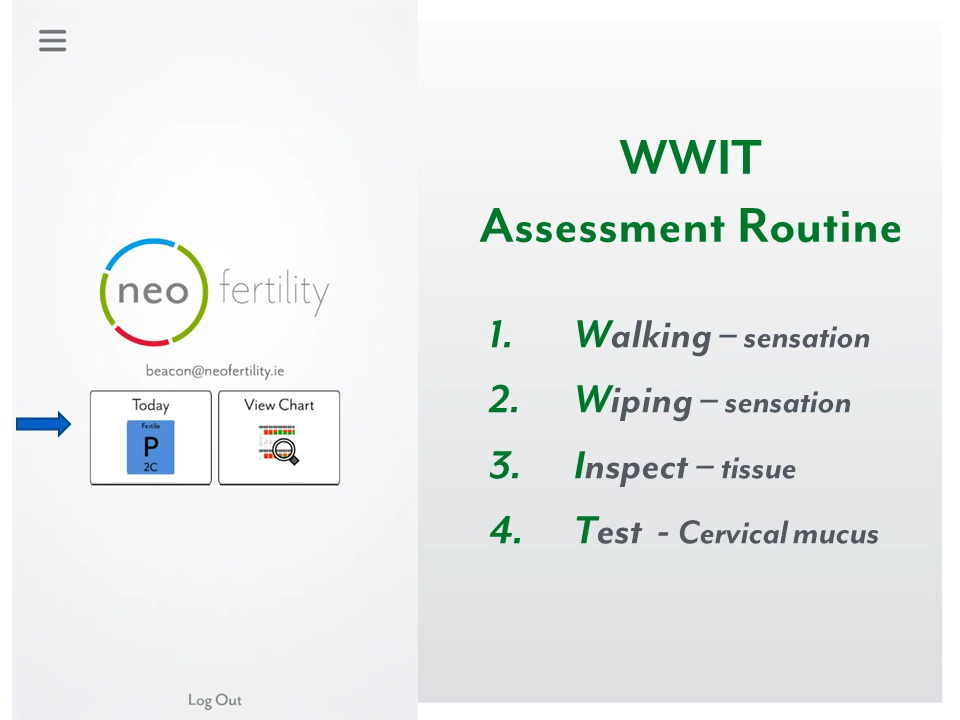 neo fertility
beacon@neofertility.ie
Today
Fertile
P
2C
View Chart
Log Out
WWIT
Assessment Routine
1. Walking – sensation
2. Wiping – sensation
3. Inspect – tissue
4. Test - Cervical mucus